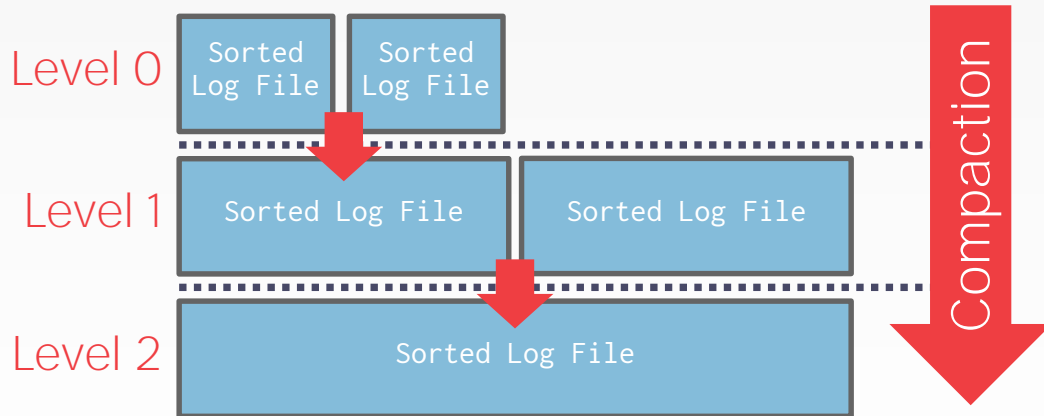 Level 0
Sorted
Log File
Sorted
Log File
Level 1
Sorted Log File
Sorted Log File
Level 2
Sorted Log File
Compaction